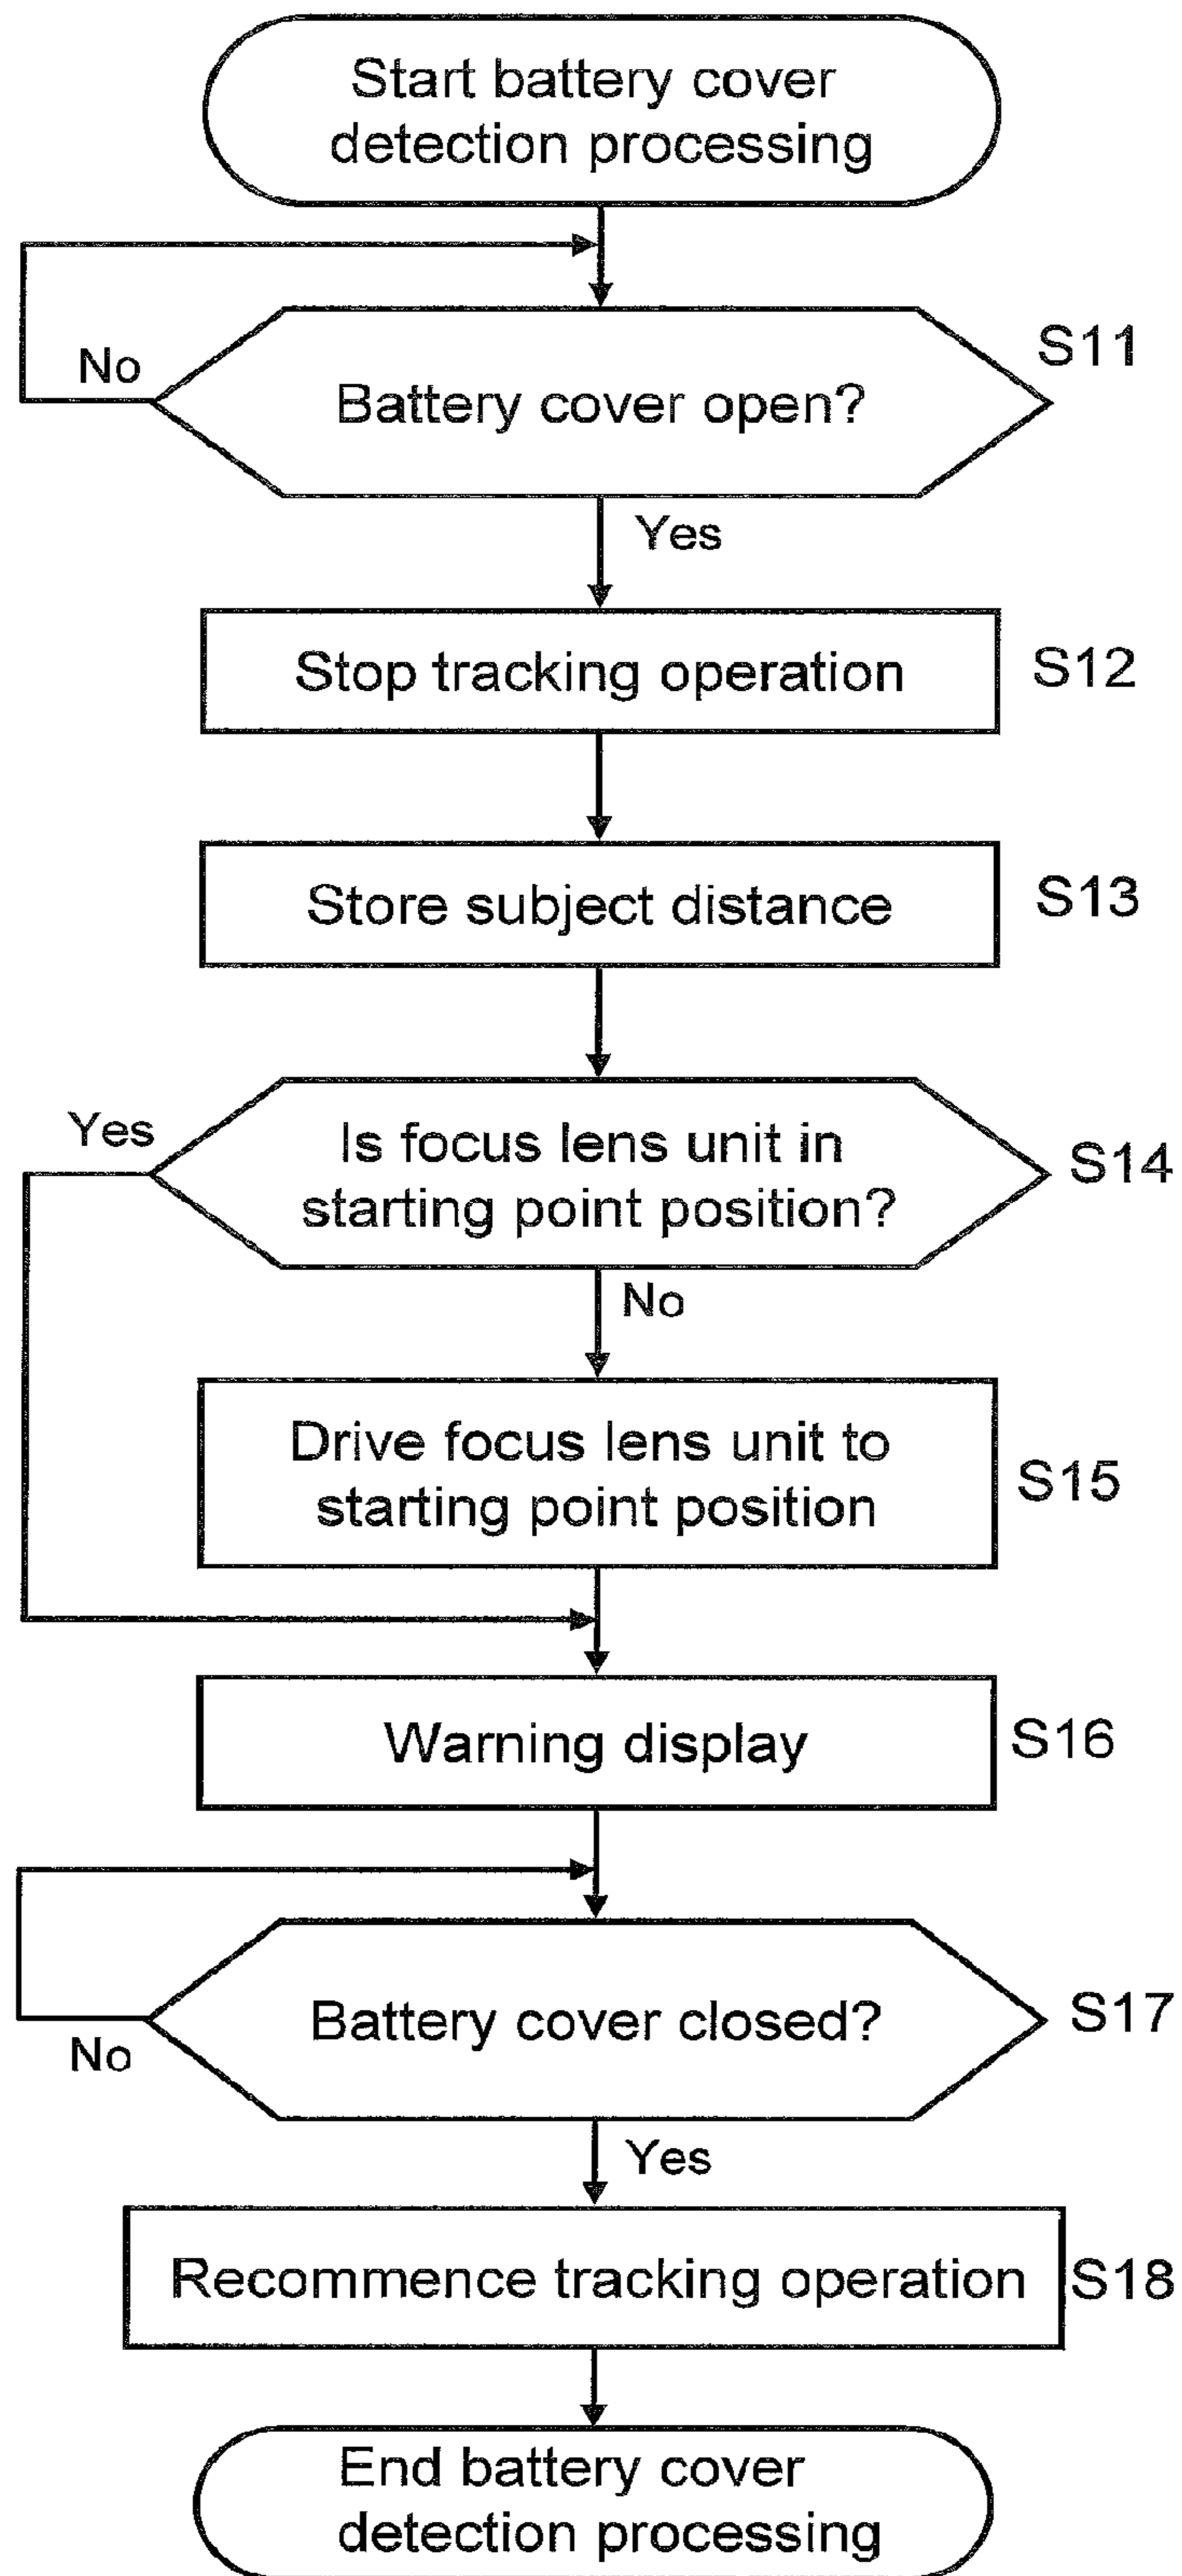 Start battery cover
detection processing
No
Battery cover open?
S11
Yes
Stop tracking operation
S12
Store subject distance
S13
Yes
Is focus lens unit in
starting point position?
S14
No
Drive focus lens unit to
starting point position
S15
Warning display
S16
Battery cover closed?
S17
No
Yes
Recommence tracking operation
S18
End battery cover
detection processing